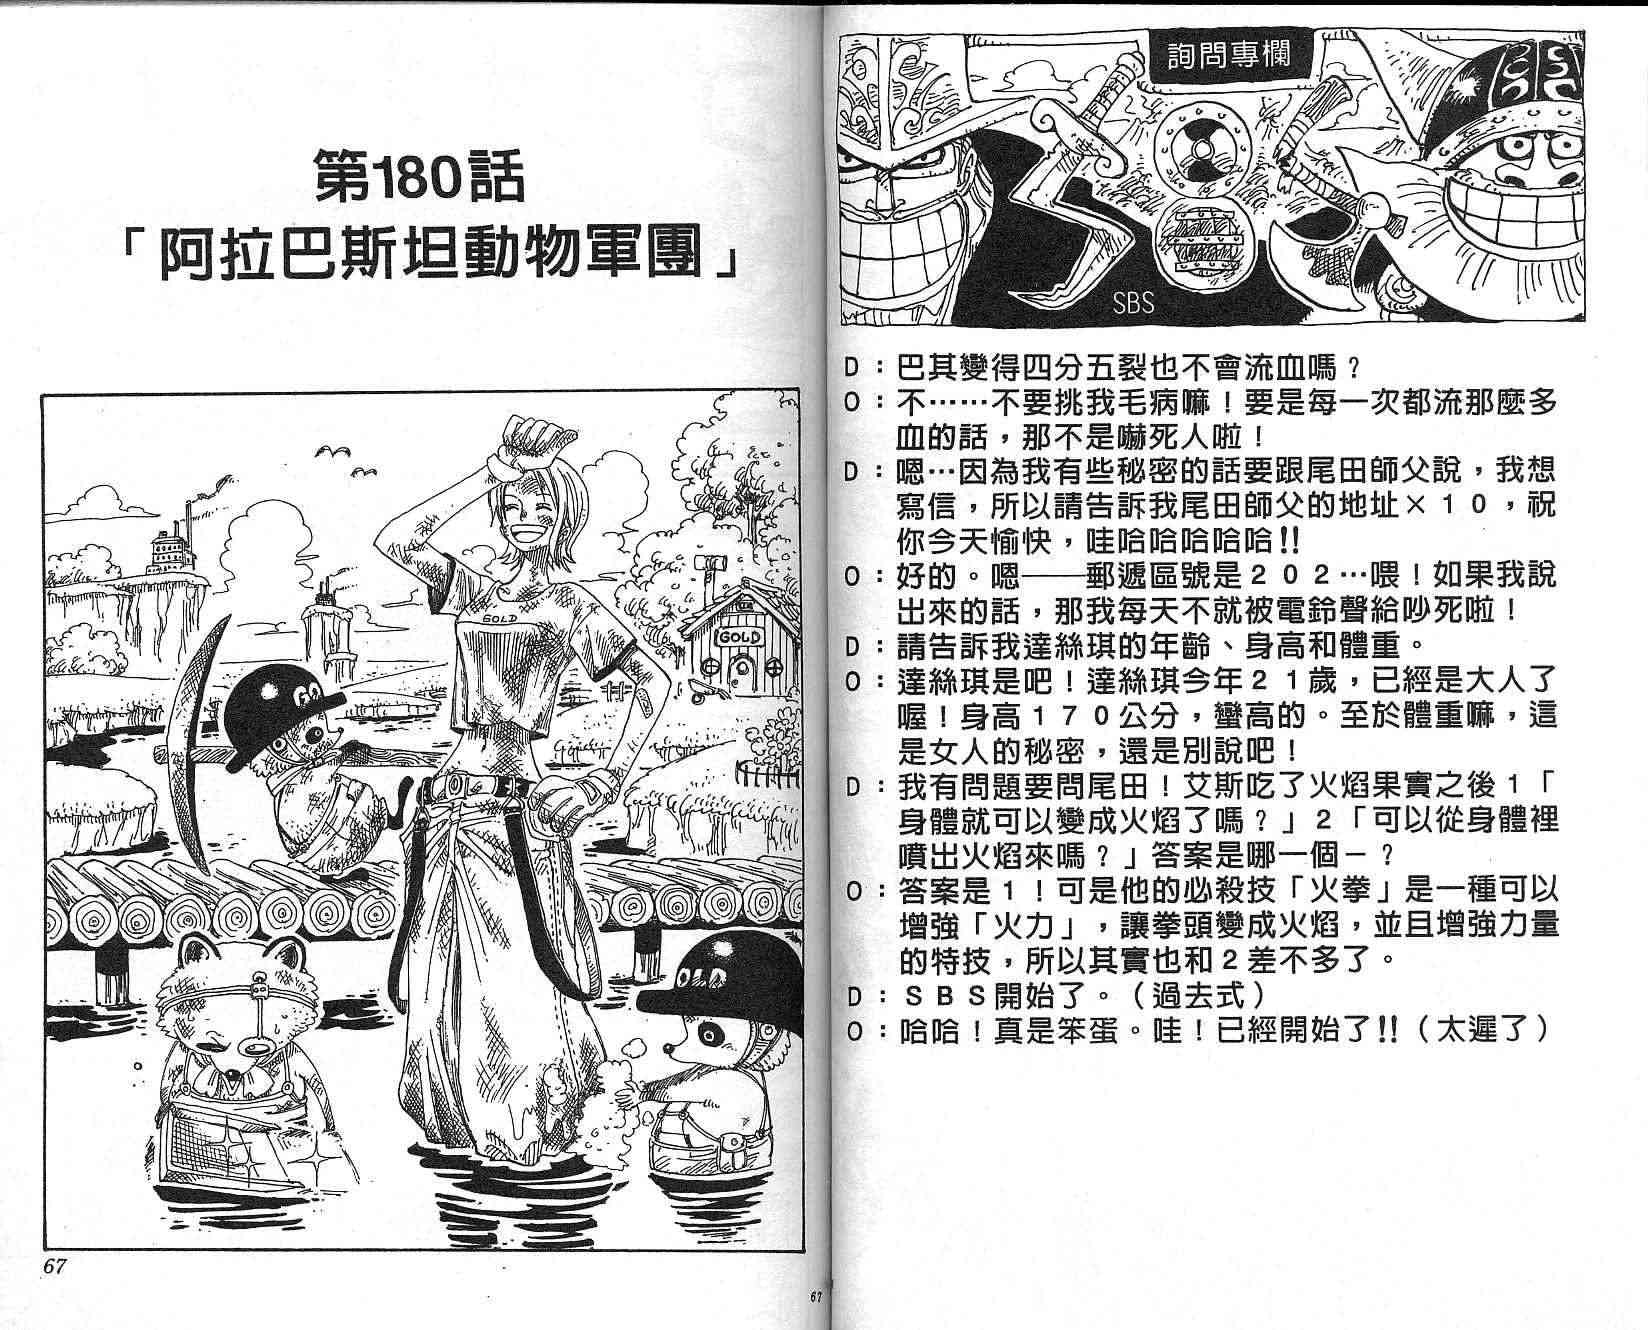 詢問專欄
SBS
D：巴其變得四分五裂也不會流血嗎？
O：不……不要挑我毛病嘛！要是每一次都流那麼多
血的話，那不是嚇死人啦！
D：嗯…因為我有些秘密的話要跟尾田師父說，我想
寫信，所以請告訴我尾田師父的地址×１０，祝
你今天愉快，哇哈哈哈哈哈!!
O：好的。嗯──郵遞區號是２０２…喂！如果我說
出來的話，那我每天不就被電鈴聲給吵死啦！
D：請告訴我達絲琪的年齡、身高和體重。
O：達絲琪是吧！達絲琪今年２１歲，已經是大人了
喔！身高１７０公分，蠻高的。至於體重嘛，這
是女人的秘密，還是別說吧！
D：我有問題要問尾田！艾斯吃了火焰果實之後１「
身體就可以變成火焰了嗎？」２「可以從身體裡
噴出火焰來嗎？」答案是哪一個－？
O：答案是１！可是他的必殺技「火拳」是一種可以
增強「火力」，讓拳頭變成火焰，並且增強力量
的特技，所以其實也和２差不多了。
D：ＳＢＳ開始了。（過去式）
O：哈哈！真是笨蛋。哇！已經開始了!!（太遲了）
第180話
「阿拉巴斯坦動物軍團」
GOLD
GOLD
GO
OLD
67
67